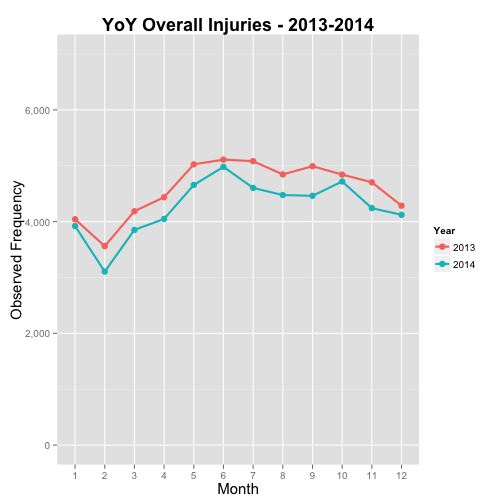 YoY Overall Injuries - 2013-2014
Observed Frequency
6,000
4,000
2,000
0
1 2 3 4 5 6 7 8 9 10 11 12
Month
Year
2013
2014